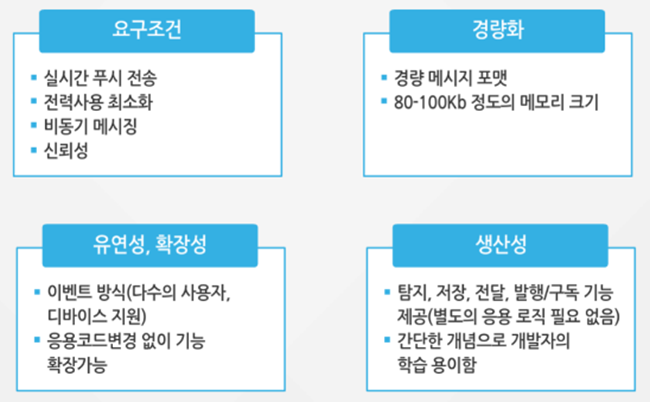 요구조건
▪ 실시간 푸시 전송
▪ 전력사용 최소화
▪ 비동기 메시징
▪ 신뢰성
경량화
▪ 경량 메시지 포맷
▪ 80-100Kb 정도의 메모리 크기
유연성, 확장성
▪ 이벤트 방식(다수의 사용자,
디바이스 지원)
▪ 응용코드변경 없이 기능
확장가능
생산성
▪ 탐지, 저장, 전달, 발행/구독 기능
제공(별도의 응용 로직 필요 없음)
▪ 간단한 개념으로 개발자의
학습 용이함